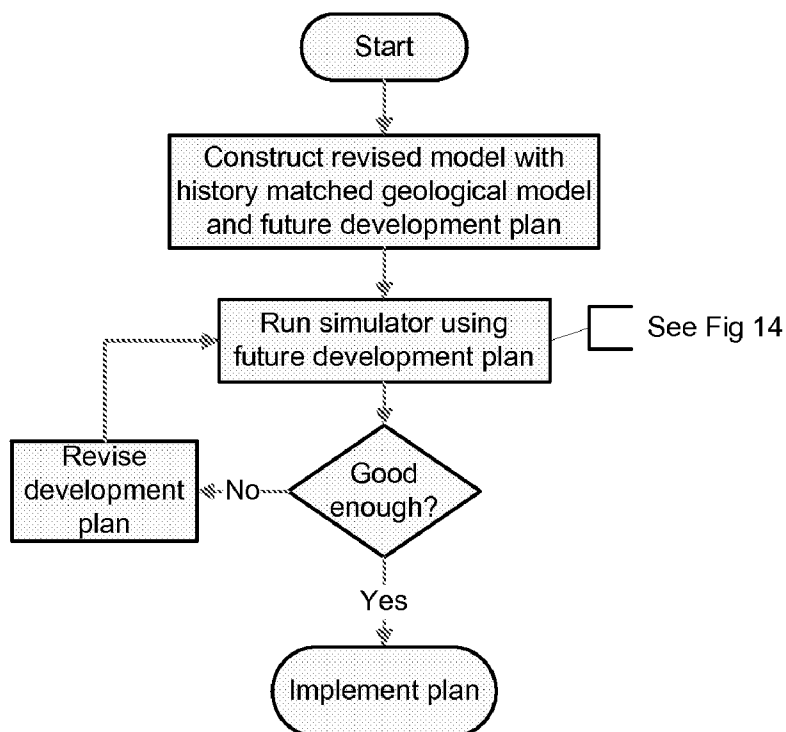 Start
Construct revised model with
history matched geological model
and future development plan
Run simulator using
future development plan
See Fig 14
Revise
development
plan
No
Good
enough?
Yes
Implement plan